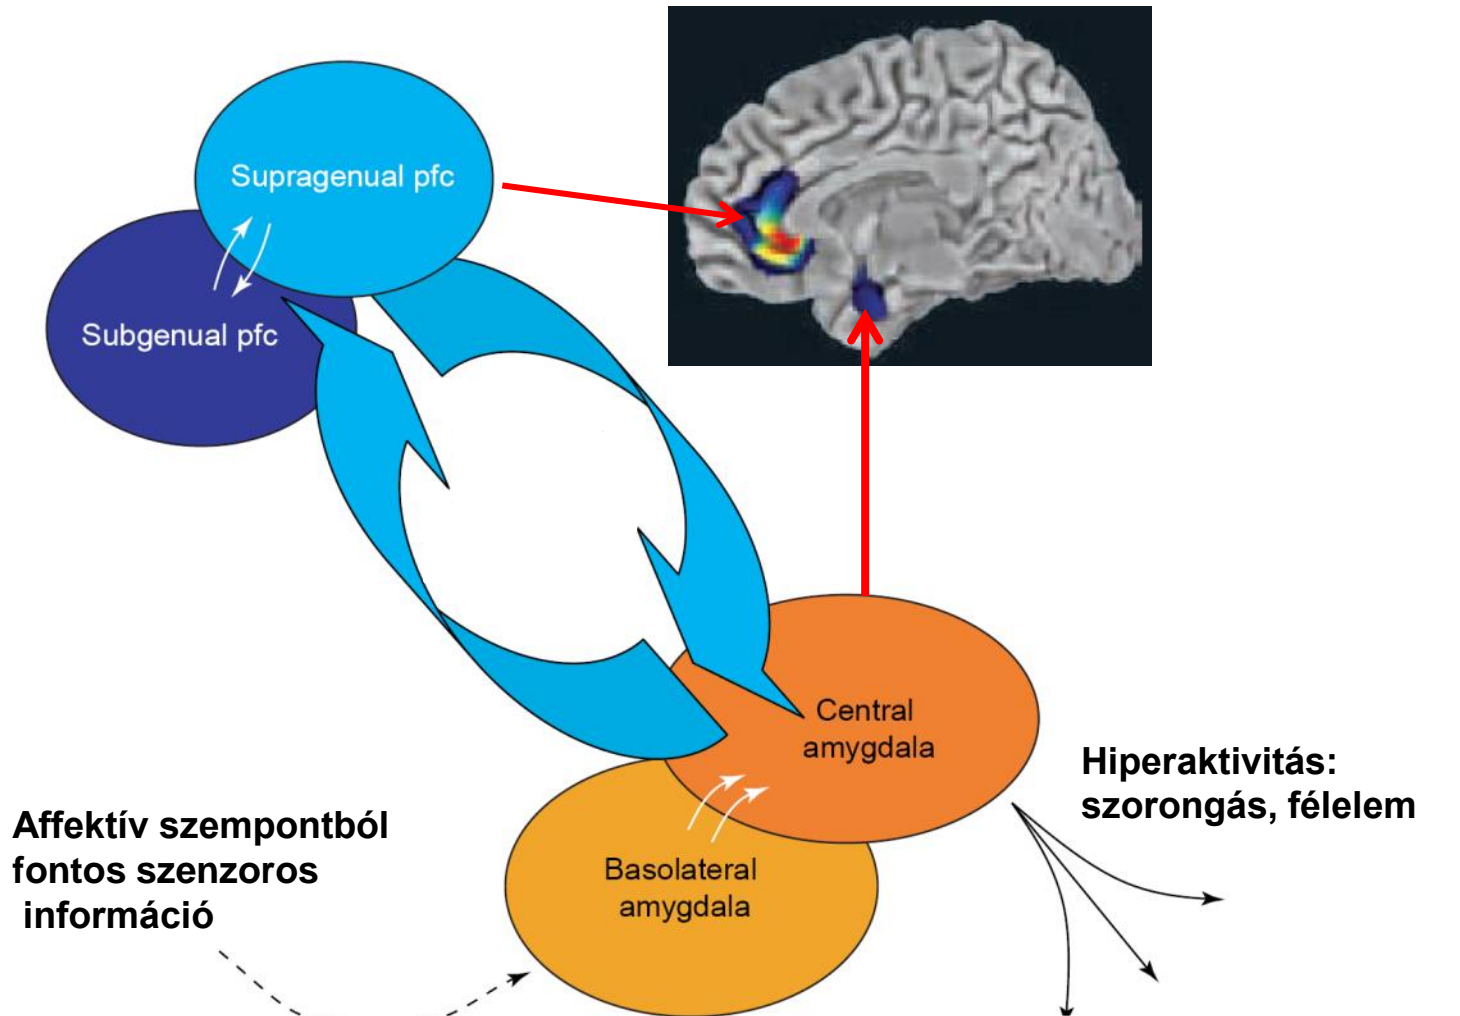 Supragenual pfc
Subgenual pfc
Central
amygdala
Hiperaktivitás:
szorongás, félelem
Affektív szempontból
fontos szenzoros
információ
Basolateral
amygdala